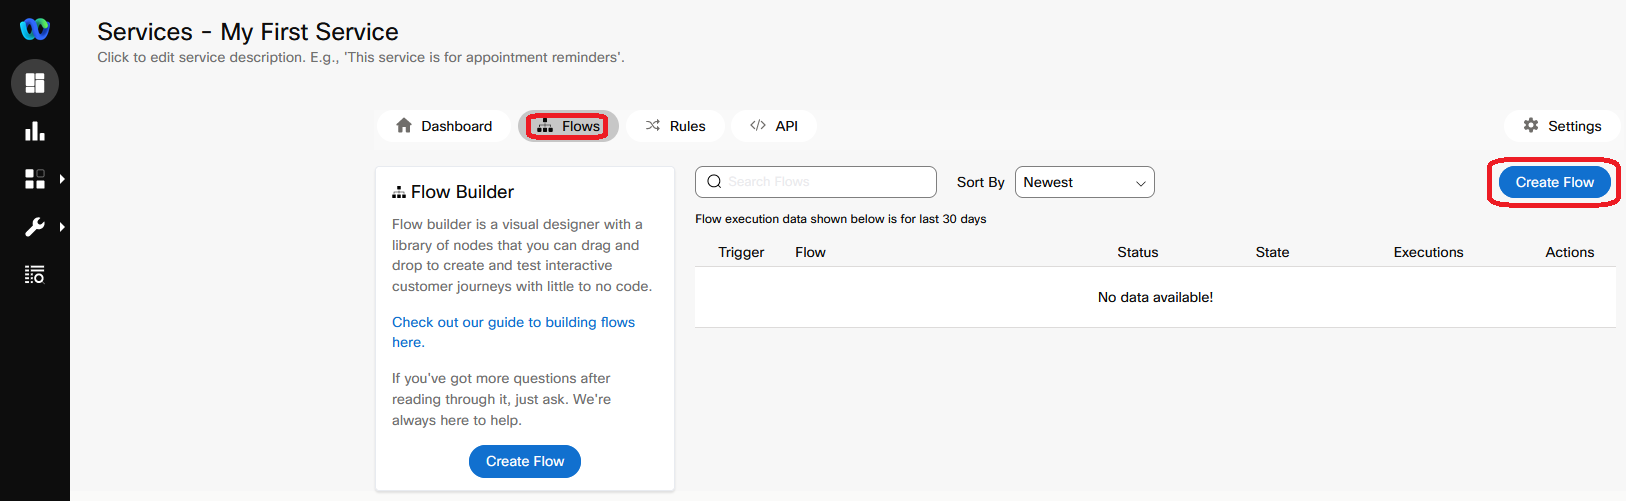 Services - My First Service
Click to edit service description. E.g., 'This service is for appointment reminders'.
Dashboard
Flows
Rules
API
Settings
Flow Builder
Flow builder is a visual designer with a
library of nodes that you can drag and
drop to create and test interactive
customer journeys with little to no code.
Check out our guide to building flows
here.
If you've got more questions after
reading through it, just ask. We're
always here to help.
Create Flow
Search Flows
Sort By
Newest
Create Flow
Flow execution data shown below is for last 30 days
Trigger Flow Status State Executions Actions
No data available!